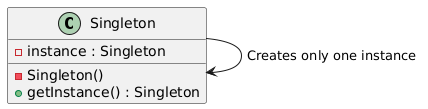 C Singleton
instance : Singleton
Creates only one instance
Singleton()
getInstance() : Singleton